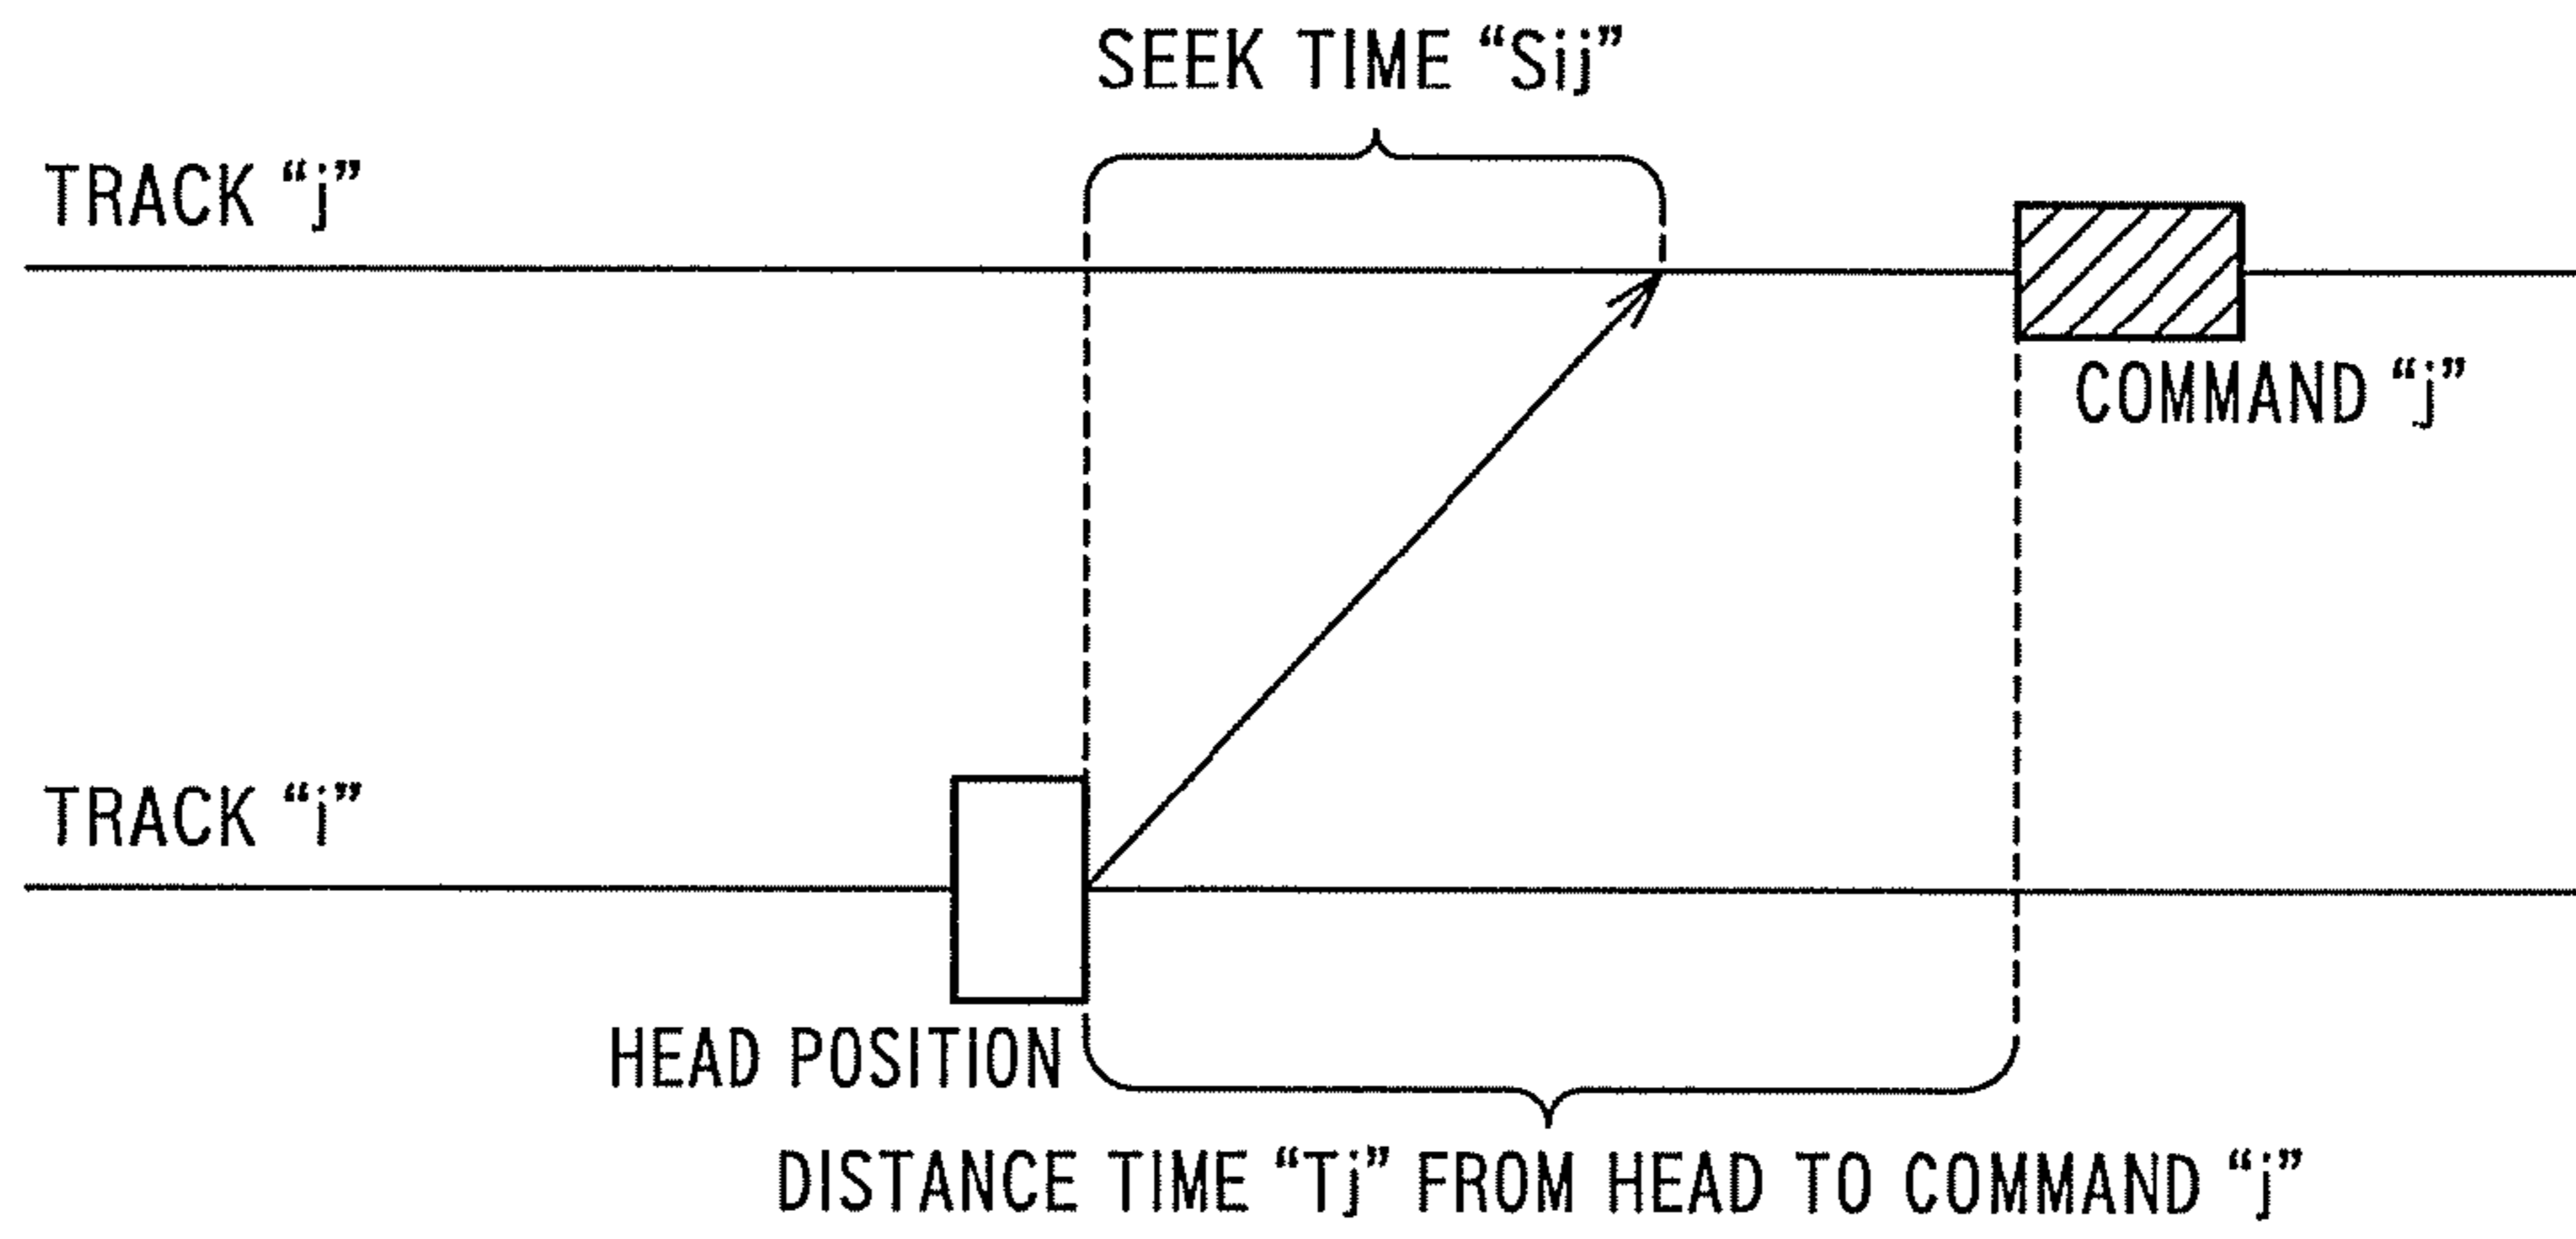 SEEK TIME “Sij”
TRACK “j”
COMMAND “j”
TRACK “i”
HEAD POSITION
DISTANCE TIME “Tj” FROM HEAD TO COMMAND “j”